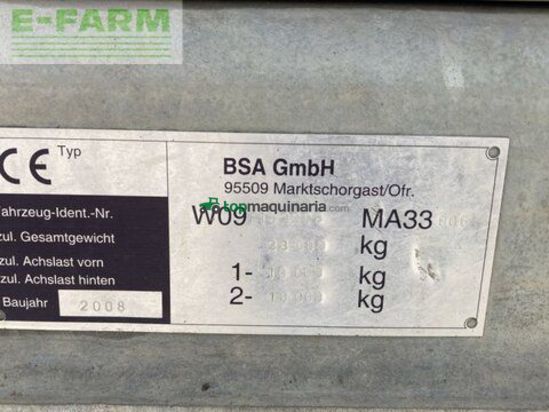 E-FARM
CE Typ
BSA GmbH
95509 Marktschorgast/Ofr.
topmaquinaria.com
Fahrzeug-Ident.-Nr. W09 MA33
zul. Gesamtgewicht kg
zul. Achslast vorn 1- kg
zul. Achslast hinten 2- kg
Baujahr 2008